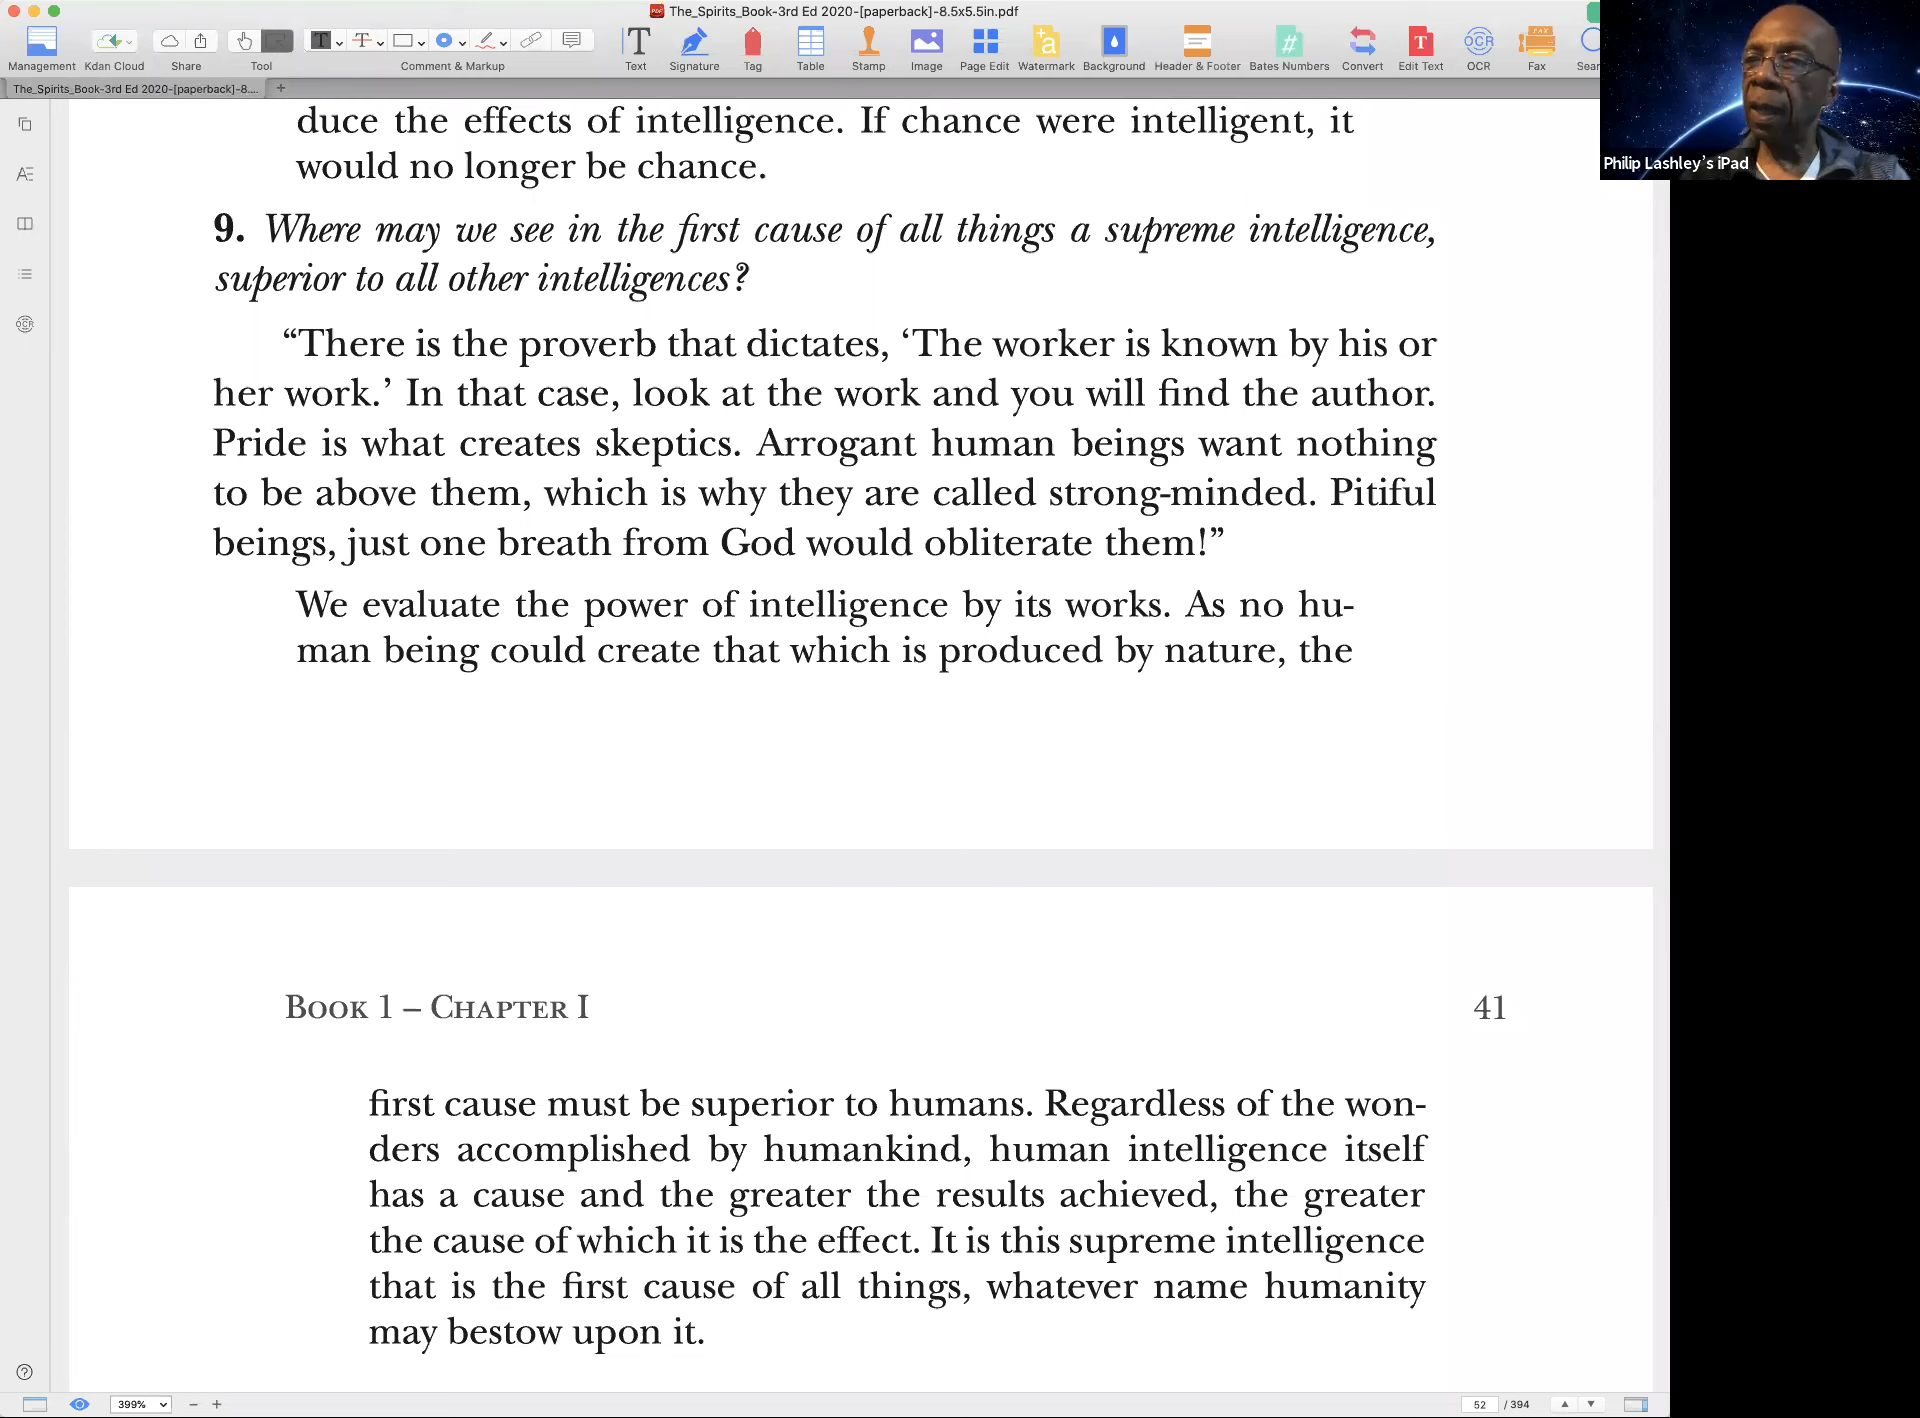 The_Spirits_Book-3rd Ed 2020-[paperback]-8.5x5.5in.pdf
Management Kdan Cloud Share Tool Comment & Markup Text Signature Tag Table Stamp Image Page Edit Watermark Background Header & Footer Bates Numbers Convert Edit Text OCR Fax
The_Spirits_Book-3rd Ed 2020-[paperback]-8....
Philip Lashley's iPad
duce the effects of intelligence. If chance were intelligent, it
would no longer be chance.
9. Where may we see in the first cause of all things a supreme intelligence,
superior to all other intelligences?
“There is the proverb that dictates, ‘The worker is known by his or
her work.’ In that case, look at the work and you will find the author.
Pride is what creates skeptics. Arrogant human beings want nothing
to be above them, which is why they are called strong-minded. Pitiful
beings, just one breath from God would obliterate them!”
We evaluate the power of intelligence by its works. As no hu-
man being could create that which is produced by nature, the
Book 1 – Chapter I 41
first cause must be superior to humans. Regardless of the won-
ders accomplished by humankind, human intelligence itself
has a cause and the greater the results achieved, the greater
the cause of which it is the effect. It is this supreme intelligence
that is the first cause of all things, whatever name humanity
may bestow upon it.
399% 52 / 394